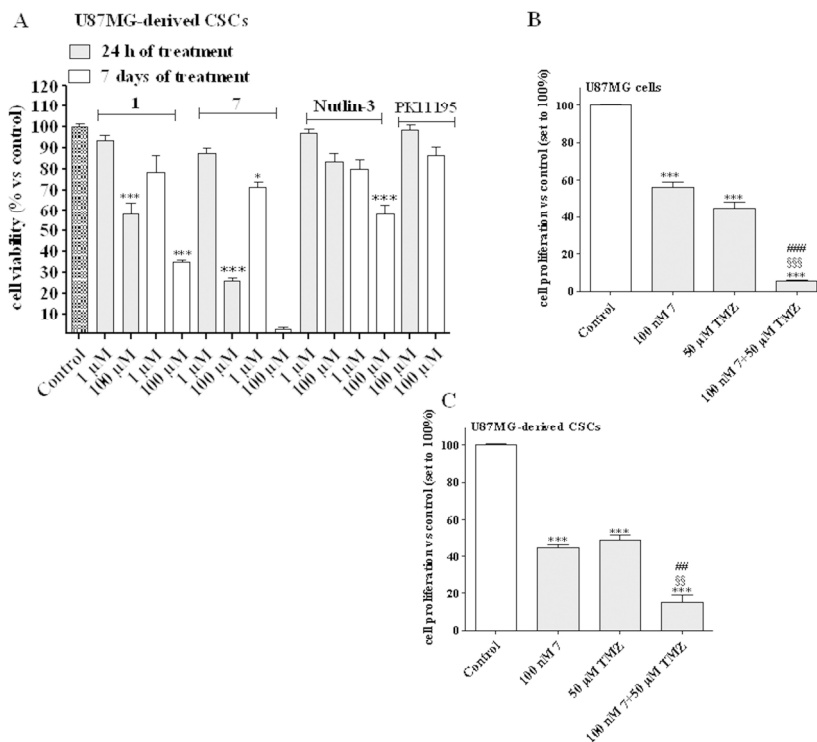 A
U87MG-derived CSCs
24 h of treatment
7 days of treatment
cell viability (% vs control)
120
100
90
80
70
60
50
40
30
20
10
1
7
Nutlin-3
PK11195
***
***
***
*
***
Control
1 µM
100 µM
1 µM
100 µM
1 µM
100 µM
1 µM
100 µM
1 µM
100 µM
1 µM
100 µM
100 µM
100 µM
B
U87MG cells
cell proliferation vs control (set to 100%)
100
80
60
40
20
0
***
***
###
§§§
***
Control
100 nM 7
50 µM TMZ
100 nM 7+50 µM TMZ
C
U87MG-derived CSCs
cell proliferation vs control (set to 100%)
100
80
60
40
20
0
***
***
##
§§
***
Control
100 nM 7
50 µM TMZ
100 nM 7+50 µM TMZ